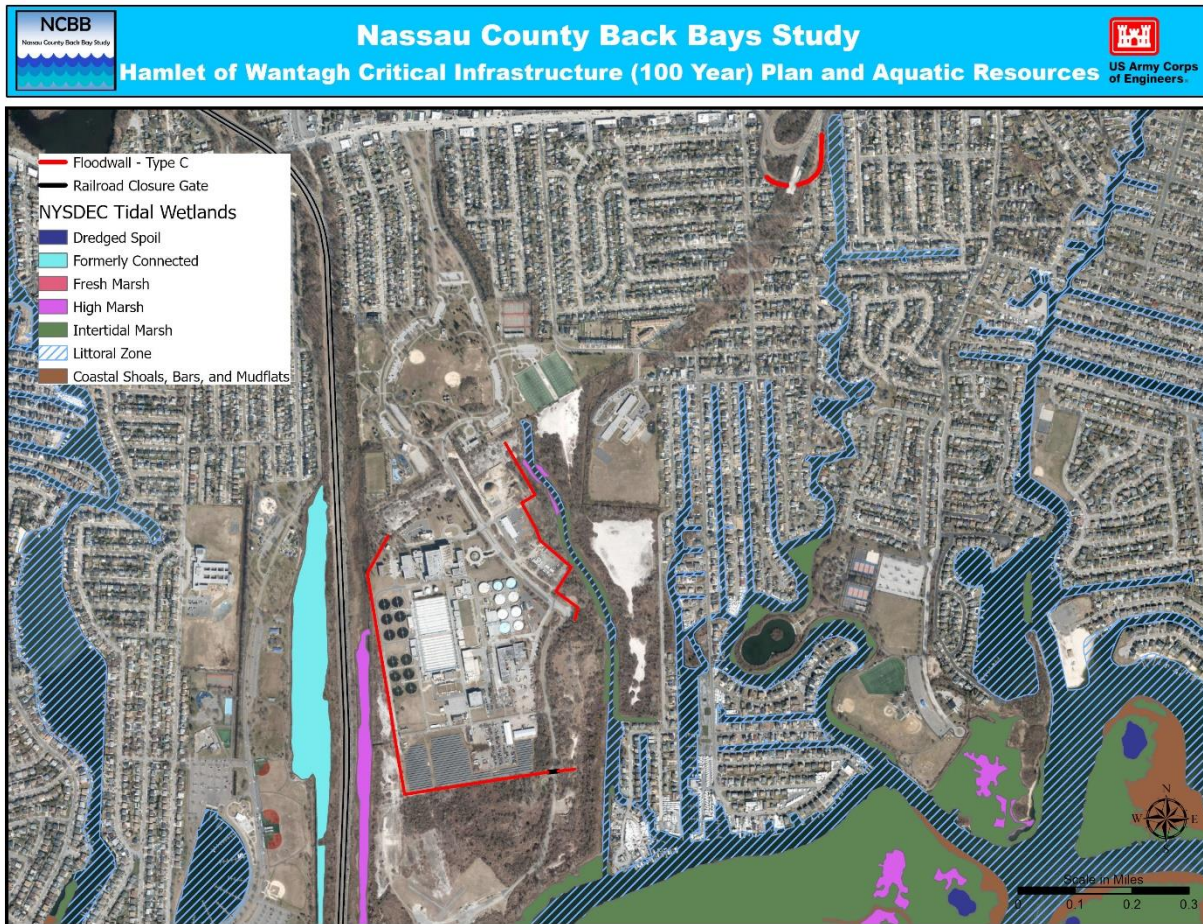 NCBB
Nassau County Back Bay Study
Nassau County Back Bays Study
Hamlet of Wantagh Critical Infrastructure (100 Year) Plan and Aquatic Resources
US Army Corps
of Engineers®
Floodwall - Type C
Railroad Closure Gate
NYSDEC Tidal Wetlands
Dredged Spoil
Formerly Connected
Fresh Marsh
High Marsh
Intertidal Marsh
Littoral Zone
Coastal Shoals, Bars, and Mudflats
N
W E
S
Scale in Miles
0 0.1 0.2 0.3